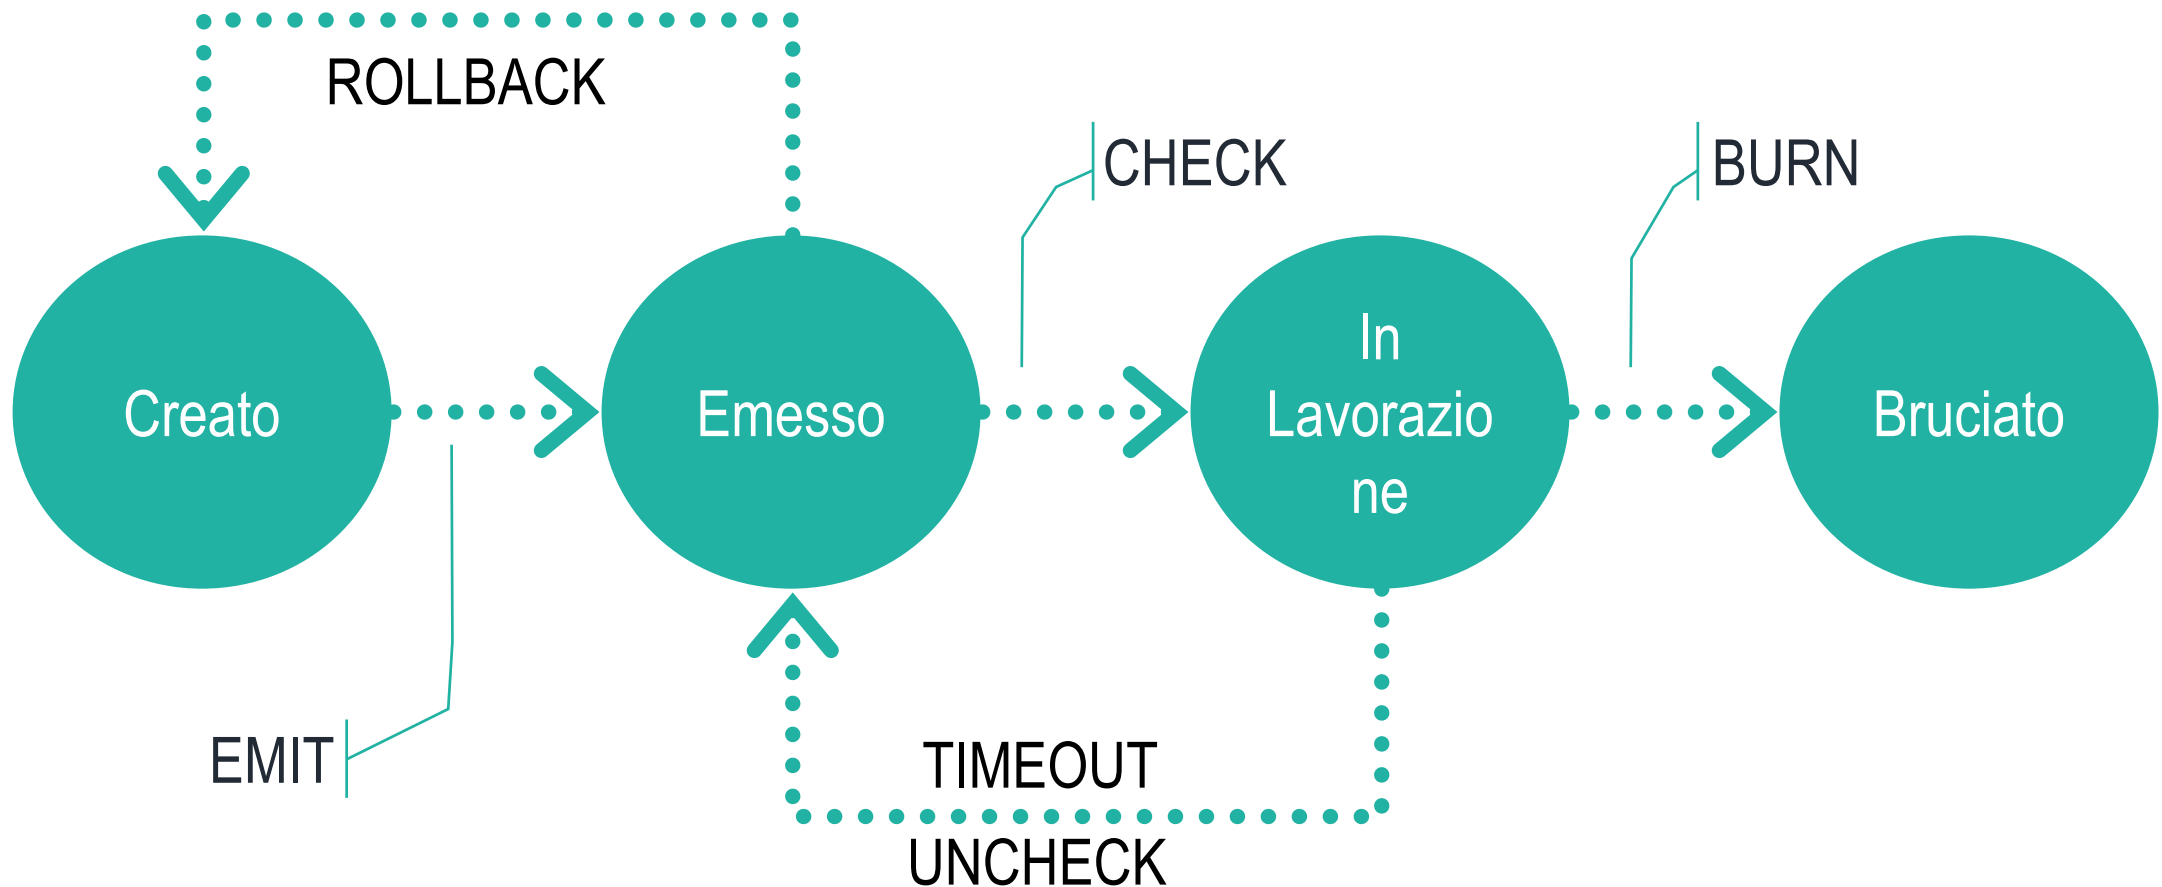 ROLLBACK
CHECK
BURN
Creato
Emesso
In
Lavorazio
ne
Bruciato
EMIT
TIMEOUT
UNCHECK